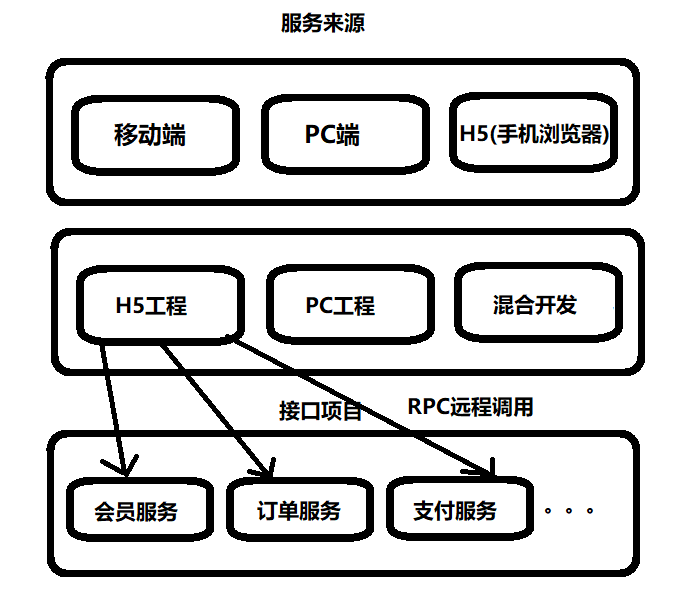 服务来源
移动端
PC端
H5(手机浏览器)
H5工程
PC工程
混合开发
接口项目
RPC远程调用
会员服务
订单服务
支付服务
。。。